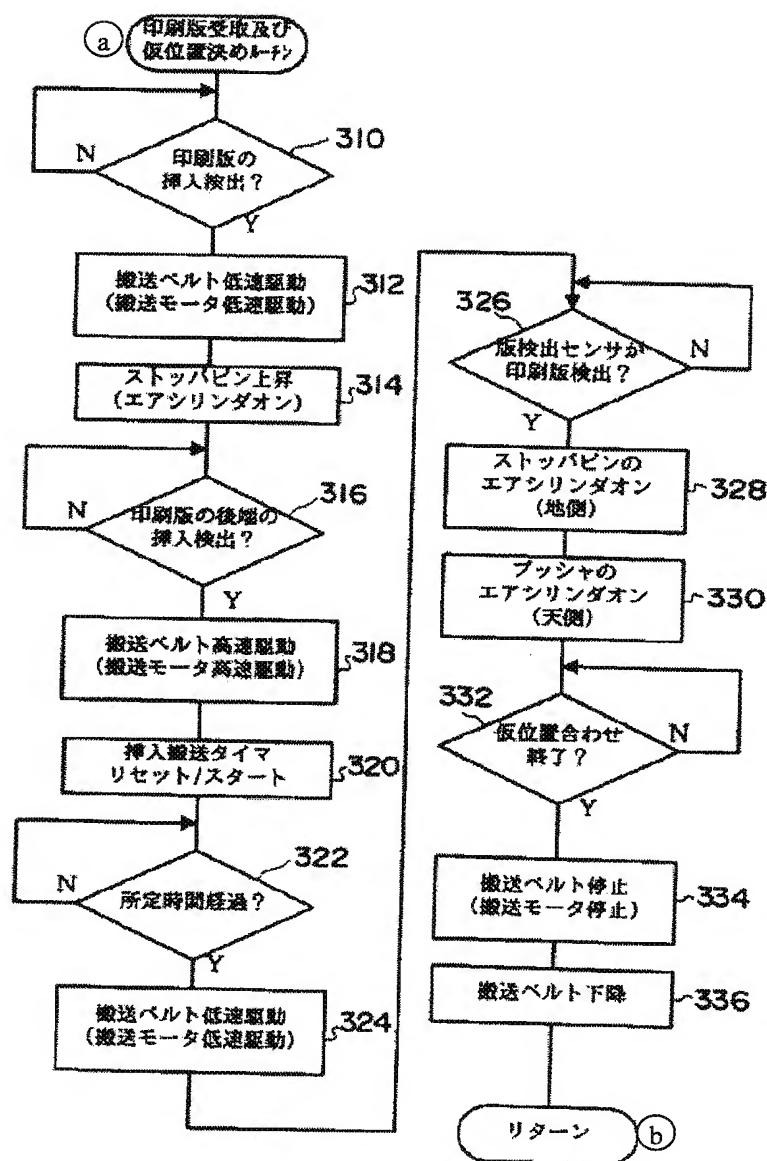 a
印刷版受取及び
仮位置決めルーチン
310
印刷版の
挿入検出?
N
Y
搬送ベルト低速駆動
(搬送モータ低速駆動)
312
ストッパピン上昇
(エアシリンダオン)
314
316
印刷版の後端の
挿入検出?
N
Y
搬送ベルト高速駆動
(搬送モータ高速駆動)
318
挿入搬送タイマ
リセット/スタート
320
322
所定時間経過?
N
Y
搬送ベルト低速駆動
(搬送モータ低速駆動)
324
326
版検出センサが
印刷版検出?
N
Y
ストッパピンの
エアシリンダオン
(地側)
328
プッシャの
エアシリンダオン
(天側)
330
332
仮位置合わせ
終了?
N
Y
搬送ベルト停止
(搬送モータ停止)
334
搬送ベルト下降
336
リターン
b